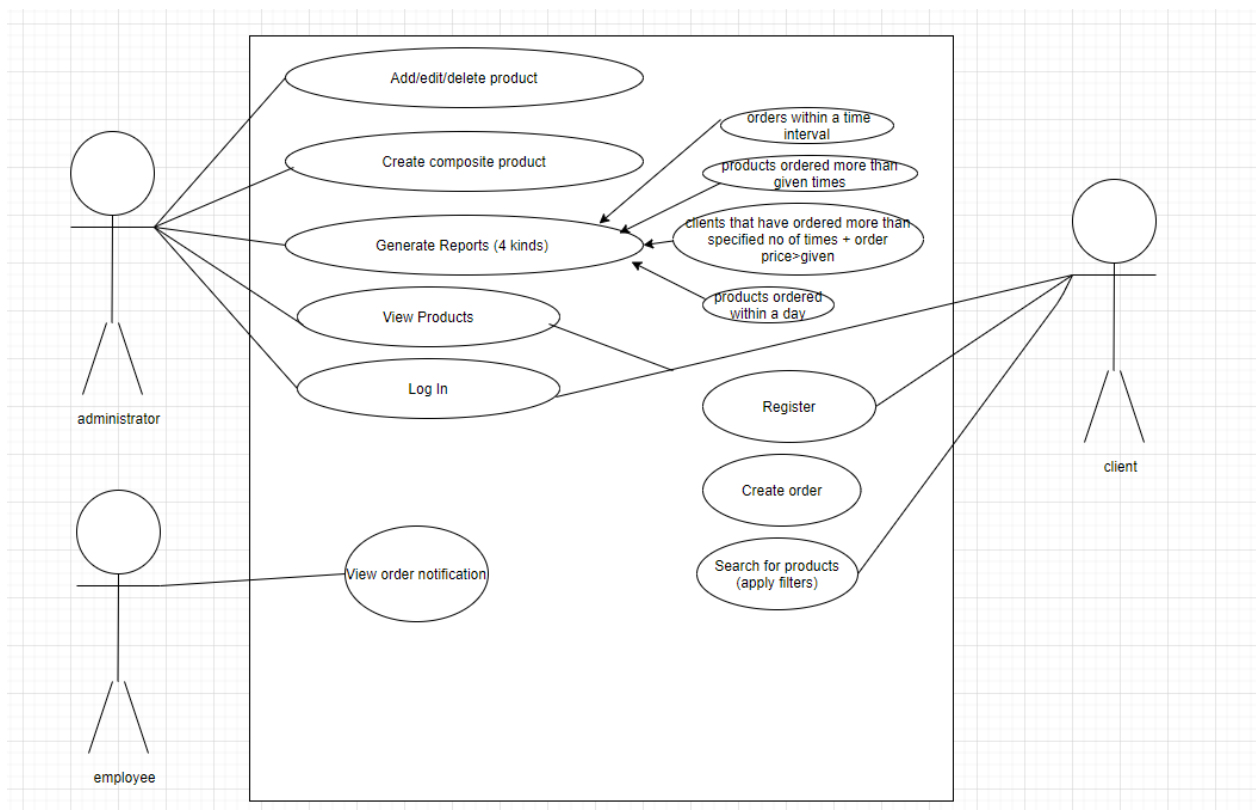 Add/edit/delete product
orders within a time
interval
Create composite product
products ordered more than
given times
Generate Reports (4 kinds)
clients that have ordered more than
specified no of times + order
price>given
products ordered
within a day
View Products
Log In
administrator
Register
client
Create order
Search for products
(apply filters)
View order notification
employee